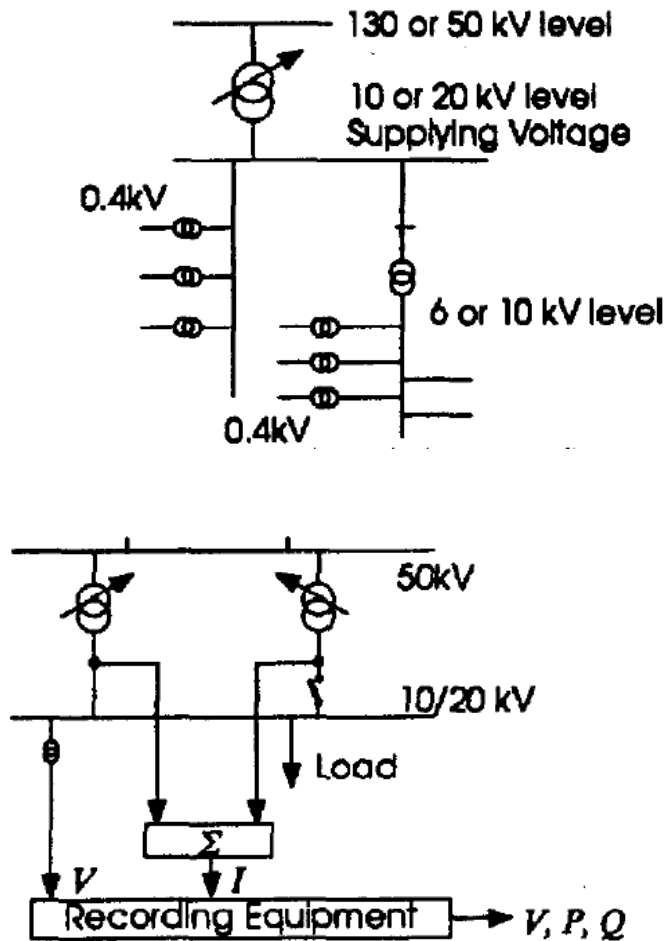 130 or 50 kV level
10 or 20 kV level
Supplying Voltage
0.4kV
6 or 10 kV level
0.4kV
50kV
10/20 kV
Load
Σ
V
I
Recording Equipment
V, P, Q